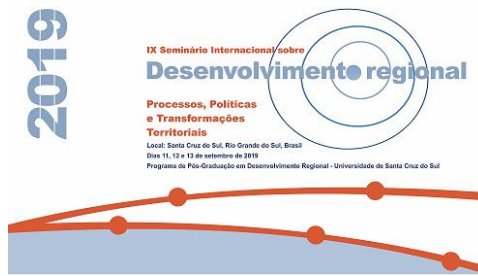 2019
IX Seminário Internacional sobre
Desenvolvimento regional
Processos, Políticas
e Transformações
Territoriais
Local: Santa Cruz do Sul, Rio Grande do Sul, Brasil
Dias 11, 12 e 13 de setembro de 2019
Programa de Pós-Graduação em Desenvolvimento Regional - Universidade de Santa Cruz do Sul